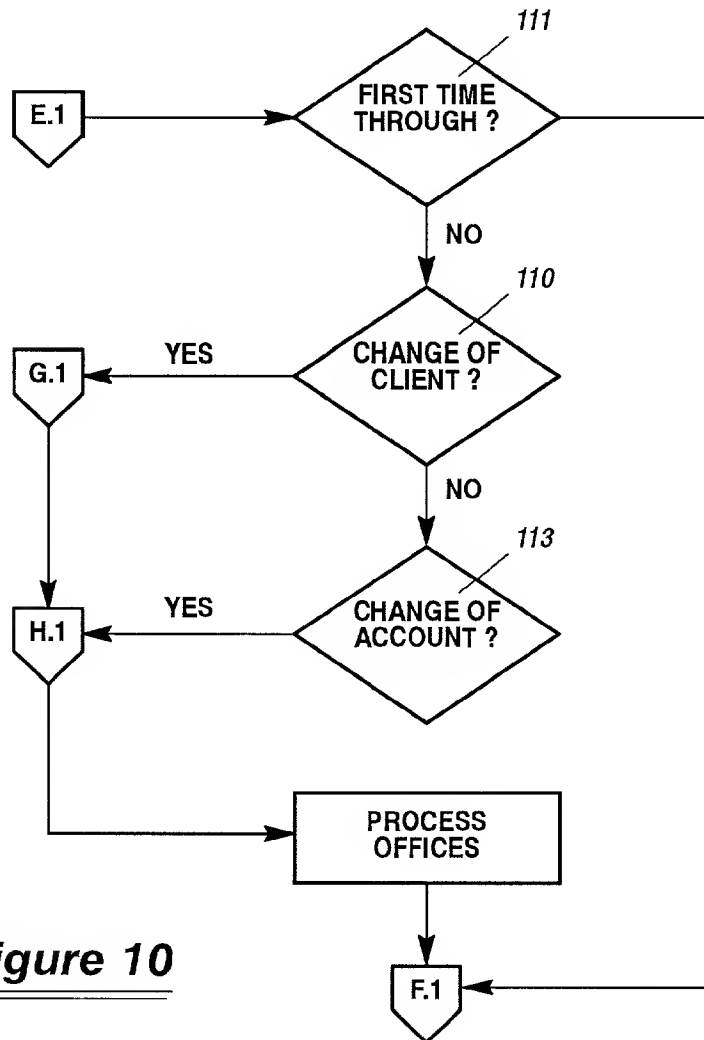 111
E.1
FIRST TIME
THROUGH ?
NO
110
G.1
YES
CHANGE OF
CLIENT ?
NO
113
H.1
YES
CHANGE OF
ACCOUNT ?
PROCESS
OFFICES
igure 10
F.1